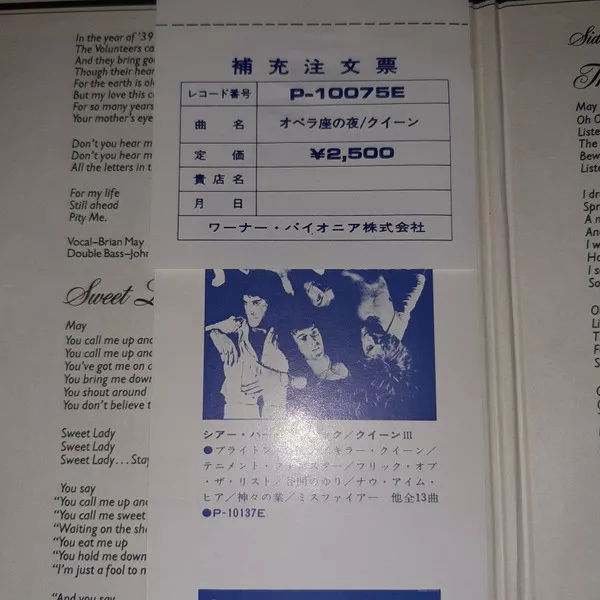 In the year of '39
The Volunteers ca
And they bring go
Though their hear
For the earth is ol
But my love this c
For so many years
Your mother's eye
Don't you hear m
Don't you hear m
All the letters in t
For my life
Still ahead
Pity Me.
Vocal–Brian May
Double Bass–John
Sweet L
May
You call me up and
You call me up and
You've got me on a
You bring me down
You shout around
You don't believe t
Sweet Lady
Sweet Lady
Sweet Lady...Stay
You say
"You call me up and
"You call me sweet
"Waiting on the sh
"You eat me up
"You hold me down
"I'm just a fool to n
"And you say
補充注文票
レコード番号 P-10075E
曲名 オペラ座の夜/クイーン
定価 ¥2,500
貴店名
月日
ワーナー・パイオニア株式会社
シアー・ハー ック/クイーンIII
●ブライトン キラー・クイーン/
テニメント・ スター/フリック・オブ
・ザ・リスト/谷間のゆり/ナウ・アイム・
ヒア/神々の業/ミスファイアー 他全13曲
●P-10137E
Sid
Th
May
Oh O
Liste
The
Bew
Liste
I dr
Spr
A n
And
I w
Ho
I s
So